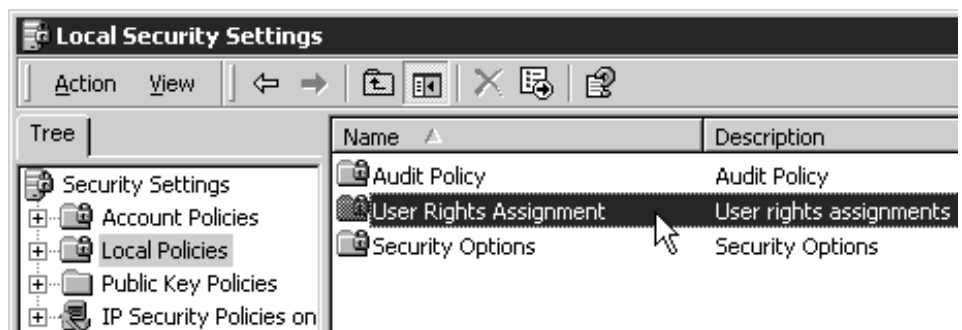 Local Security Settings
Action View
Tree
Name Description
Security Settings
Account Policies
Local Policies
Public Key Policies
IP Security Policies on
Audit Policy Audit Policy
User Rights Assignment User rights assignments
Security Options Security Options